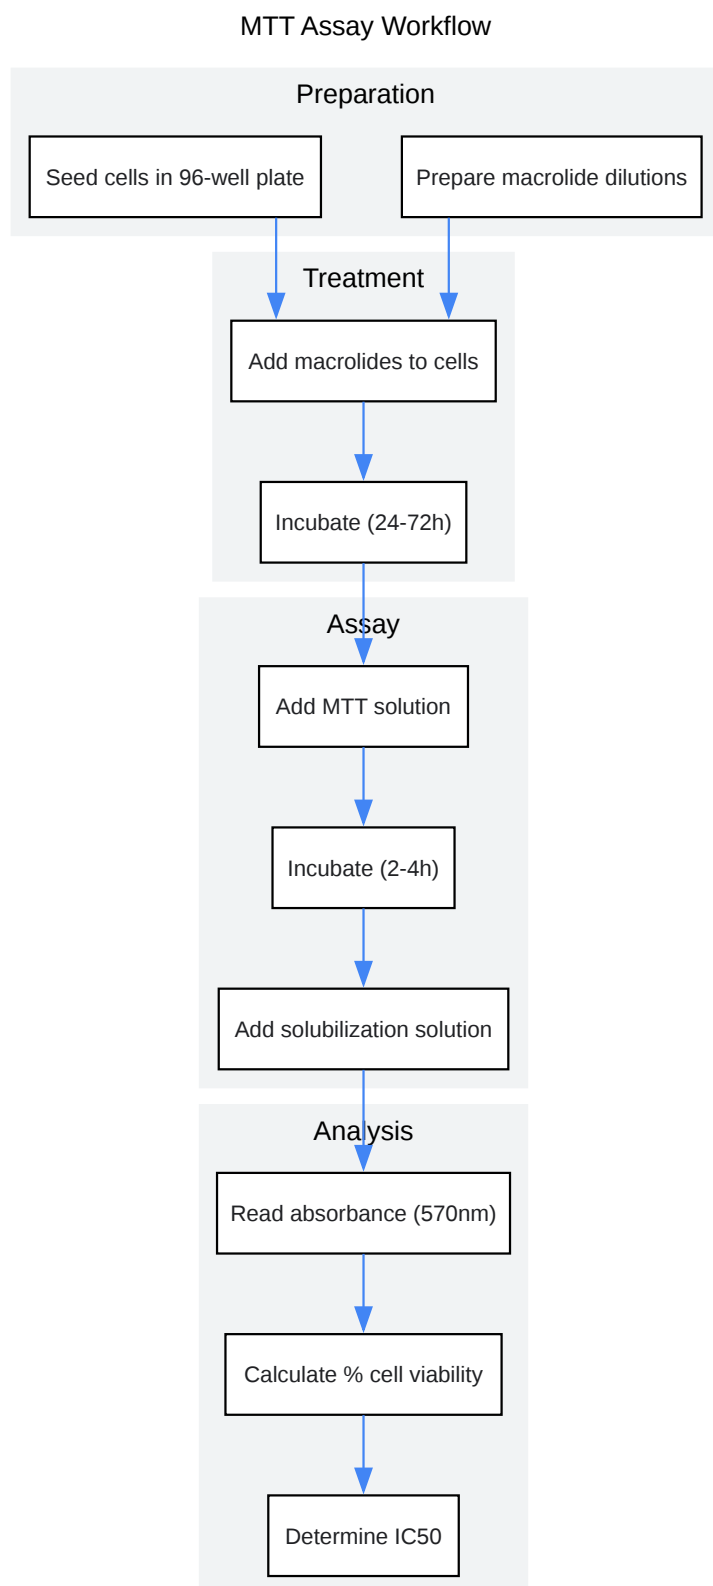 MTT Assay Workflow
Preparation
Seed cells in 96-well plate
Prepare macrolide dilutions
Treatment
Add macrolides to cells
Incubate (24-72h)
Assay
Add MTT solution
Incubate (2-4h)
Add solubilization solution
Analysis
Read absorbance (570nm)
Calculate % cell viability
Determine IC50